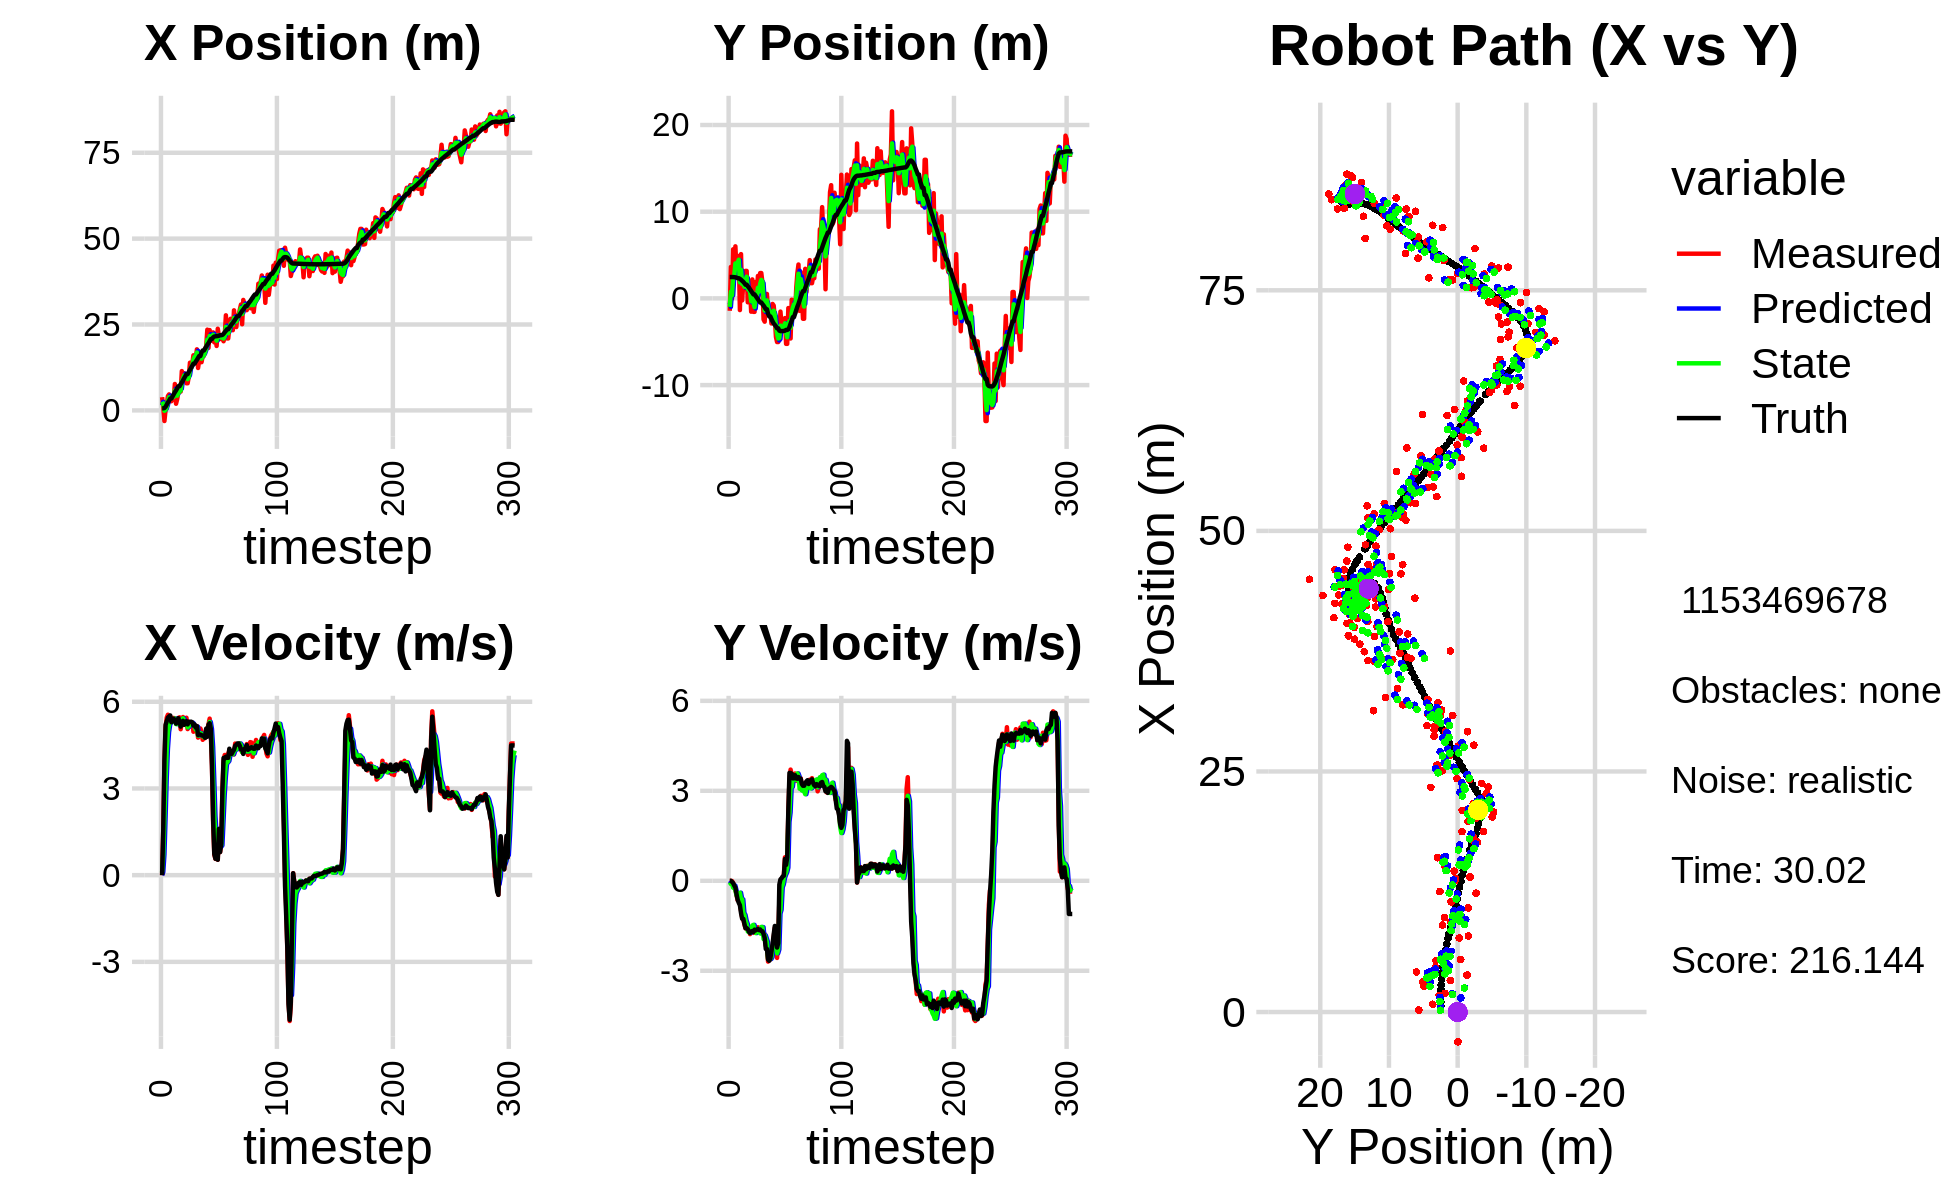 X Position (m)
75
50
25
0
0 100 200 300
timestep
Y Position (m)
20
10
0
-10
0 100 200 300
timestep
X Velocity (m/s)
6
3
0
-3
0 100 200 300
timestep
Y Velocity (m/s)
6
3
0
-3
0 100 200 300
timestep
Robot Path (X vs Y)
X Position (m)
75
50
25
0
20 10 0 -10 -20
Y Position (m)
variable
Measured
Predicted
State
Truth
1153469678
Obstacles: none
Noise: realistic
Time: 30.02
Score: 216.144